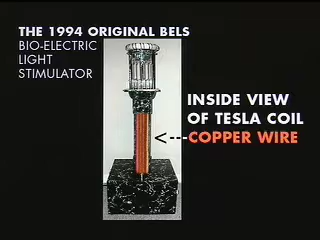 THE 1994 ORIGINAL BELS
BIO-ELECTRIC
LIGHT
STIMULATOR
INSIDE VIEW
OF TESLA COIL
<---COPPER WIRE